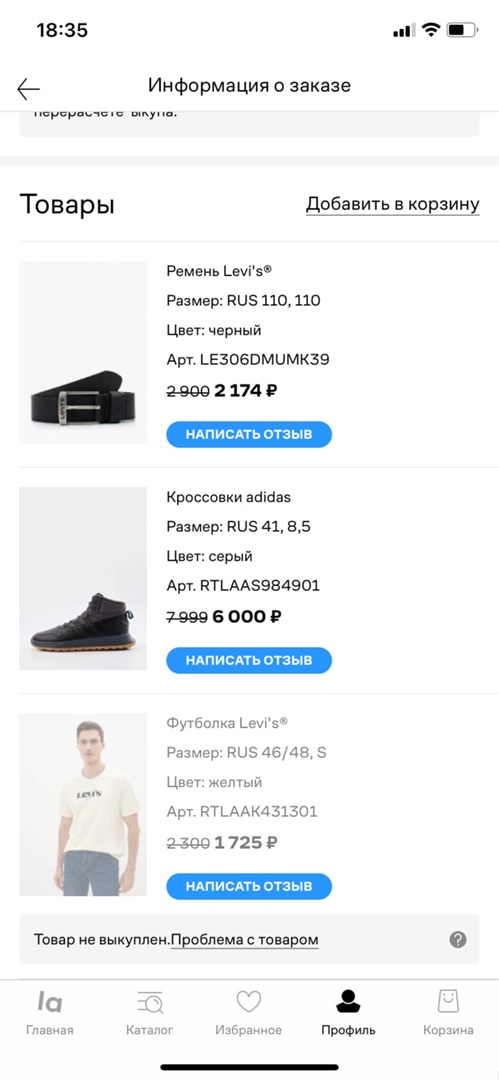 18:35
Информация о заказе
перерасчете выкупа.
Товары
Добавить в корзину
Ремень Levi's®
Размер: RUS 110, 110
Цвет: черный
Арт. LE306DMUMK39
2 900 2 174 ₽
НАПИСАТЬ ОТЗЫВ
Кроссовки adidas
Размер: RUS 41, 8,5
Цвет: серый
Арт. RTLAAS984901
7 999 6 000 ₽
НАПИСАТЬ ОТЗЫВ
Футболка Levi's®
Размер: RUS 46/48, S
Цвет: желтый
Арт. RTLAAK431301
2 300 1 725 ₽
LEVI'S
НАПИСАТЬ ОТЗЫВ
Товар не выкуплен.Проблема с товаром
?
la
Главная
Каталог
Избранное
Профиль
Корзина